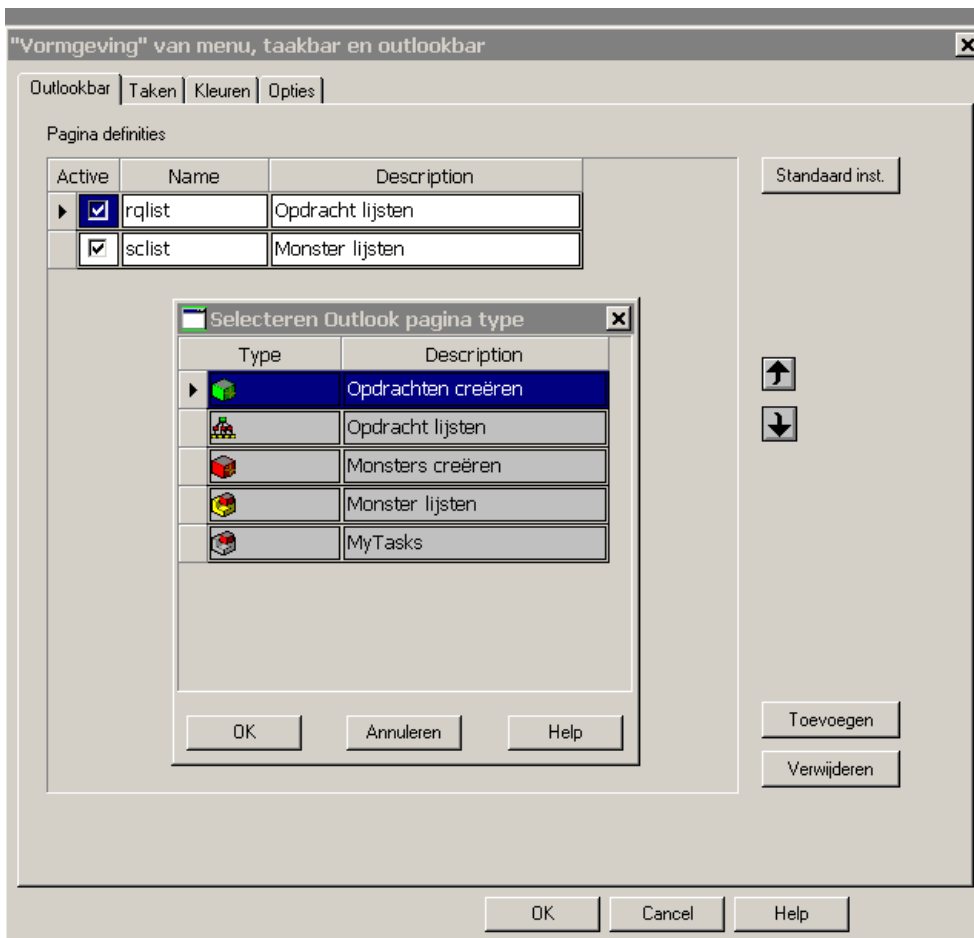 "Vormgeving" van menu, taakbar en outlookbar
Outlookbar Taken Kleuren Opties
Pagina definities
Active Name Description
rqlist Opdracht lijsten
sclist Monster lijsten
Standaard inst.
Selecteren Outlook pagina type
Type Description
Opdrachten creëren
Opdracht lijsten
Monsters creëren
Monster lijsten
MyTasks
OK Annuleren Help
Toevoegen
Verwijderen
OK Cancel Help